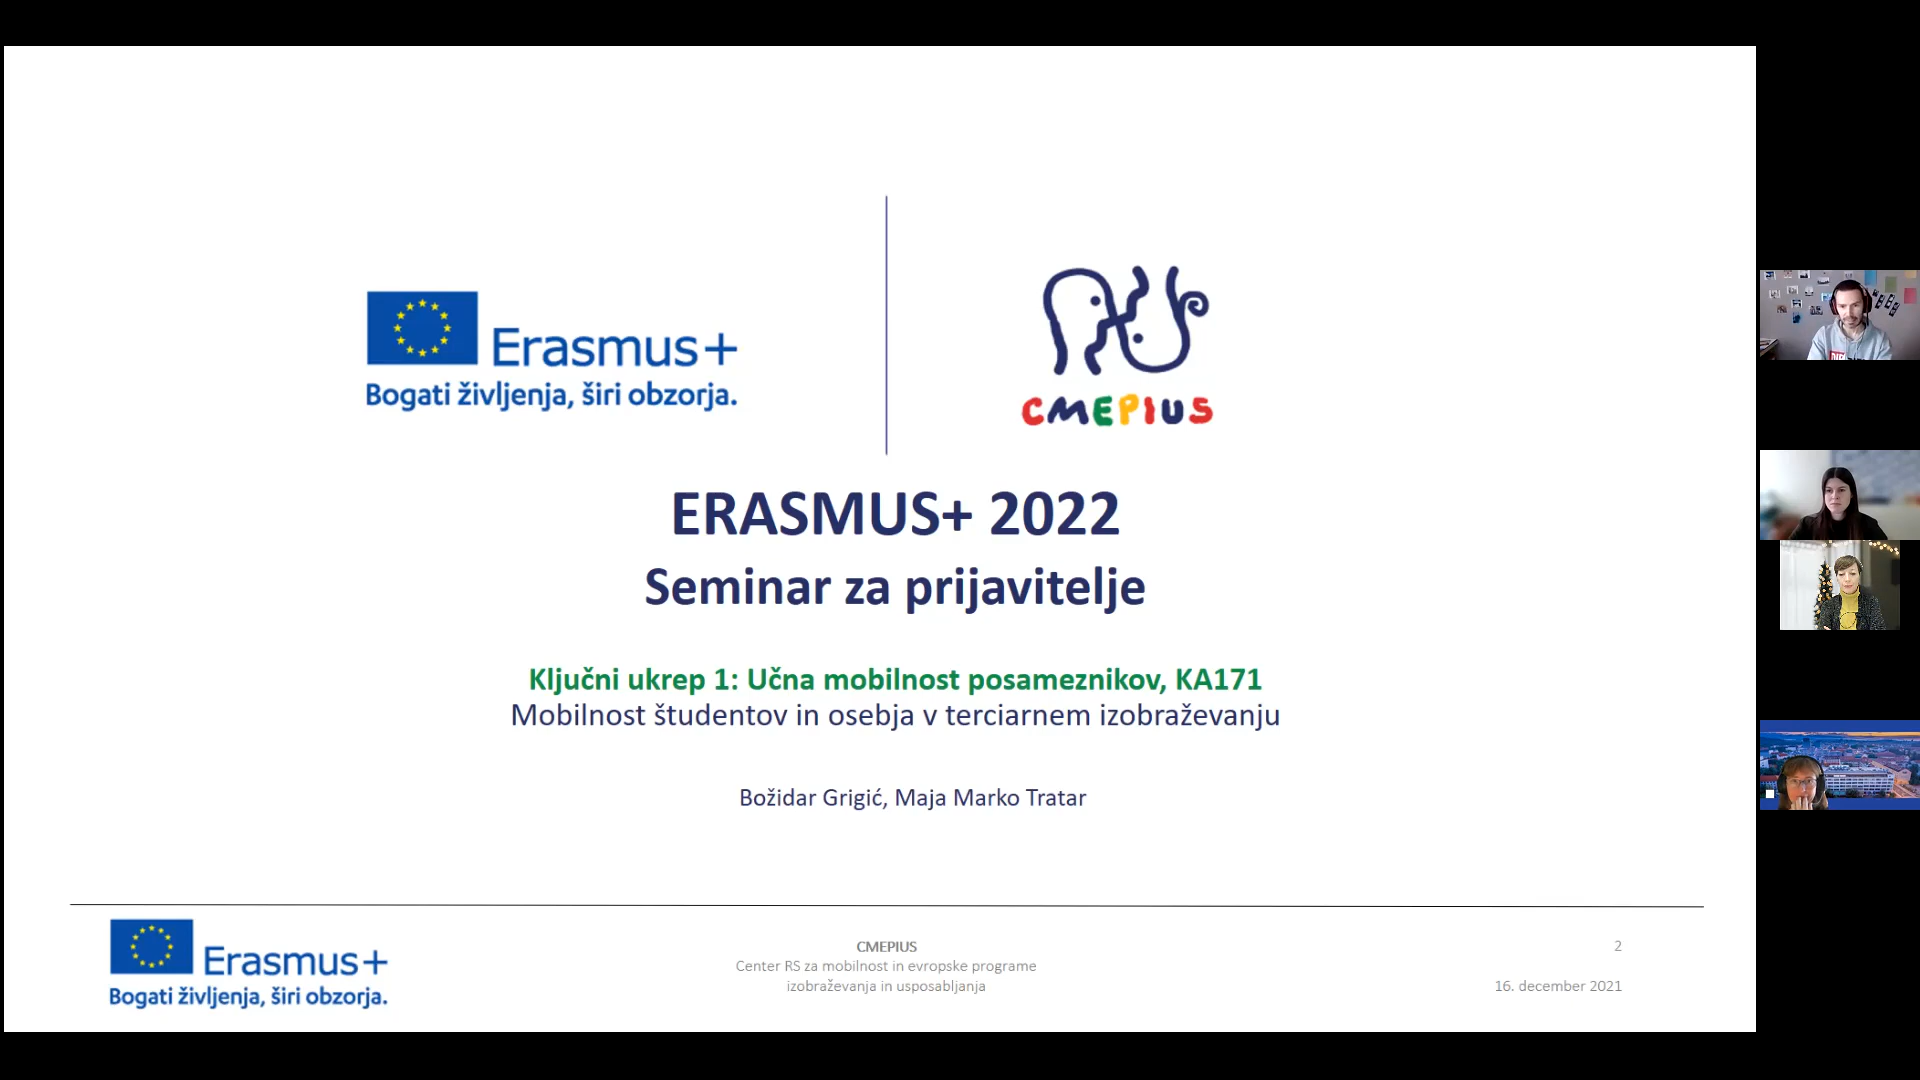 Erasmus+
Bogati življenja, širi obzorja.
CMEPIUS
ERASMUS+ 2022
Seminar za prijavitelje
Ključni ukrep 1: Učna mobilnost posameznikov, KA171
Mobilnost študentov in osebja v terciarnem izobraževanju
Božidar Grigić, Maja Marko Tratar
Erasmus+
Bogati življenja, širi obzorja.
CMEPIUS
Center RS za mobilnost in evropske programe
izobraževanja in usposabljanja
2
16. december 2021